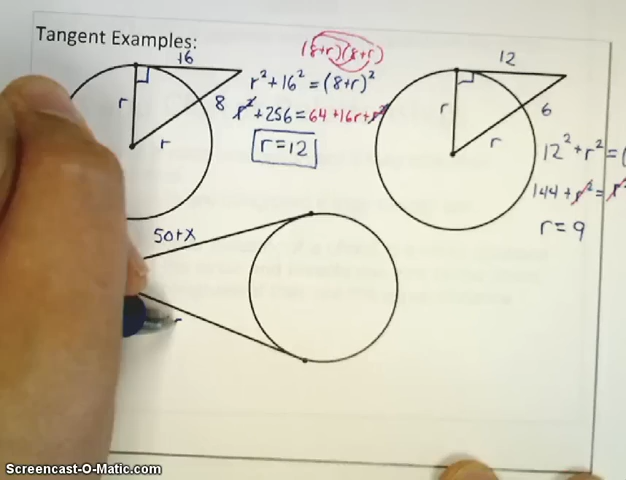 Tangent Examples:
16
r
r
8
(8+r)(8+r)
r²+16²=(8+r)²
r²+256=64+16r+r²
r=12
12
r
r
6
12²+r²=(
144+r²=r²
r=9
50+x
Screencast-O-Matic.com